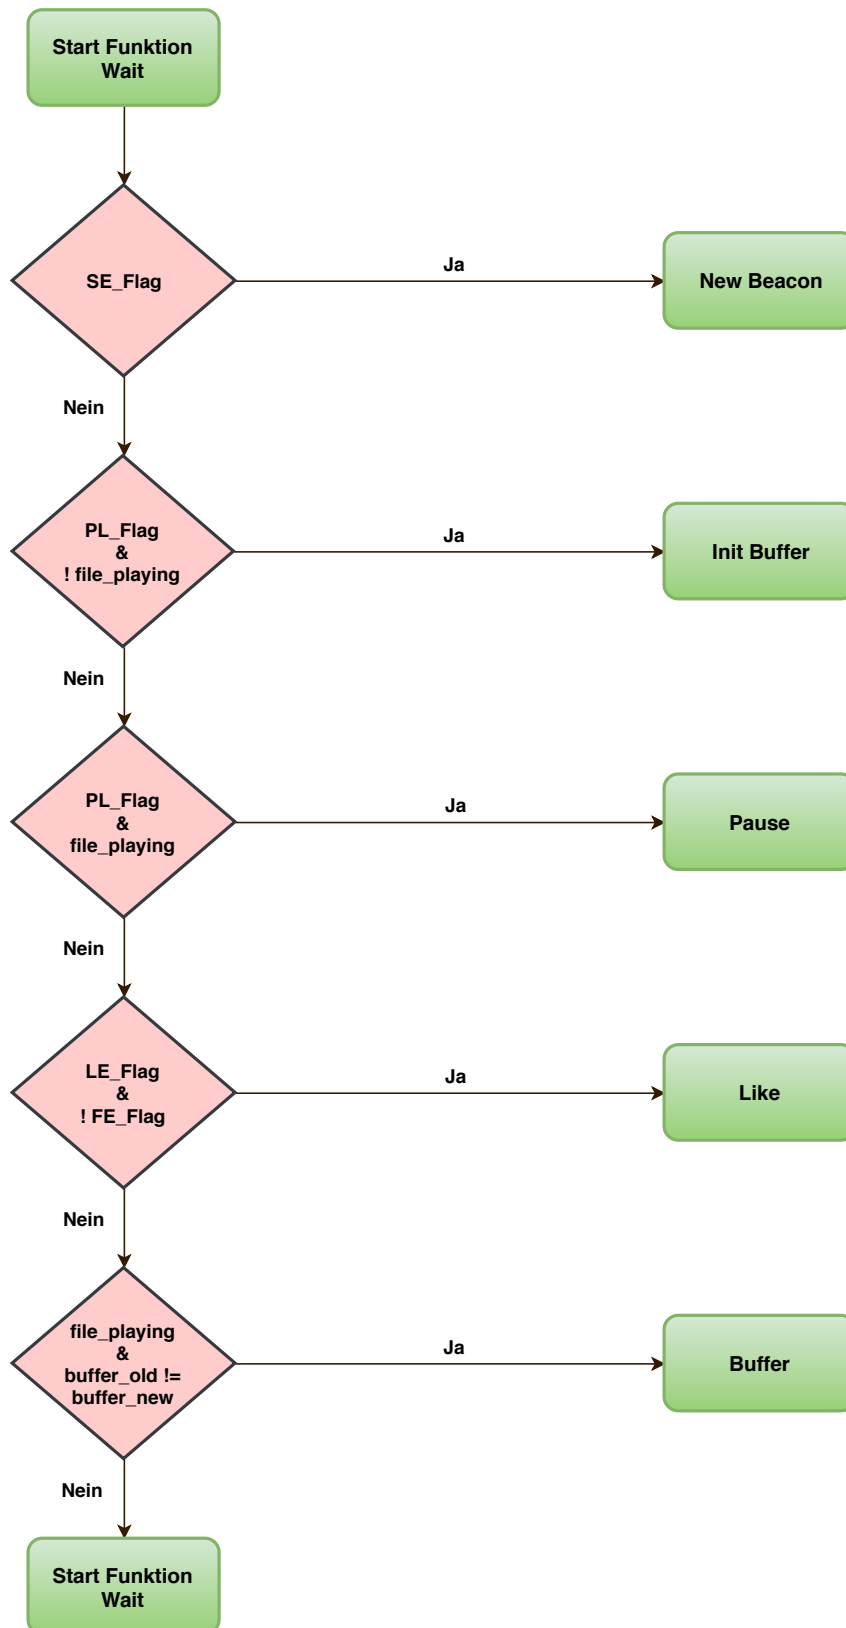 Start Funktion
Wait
SE_Flag
Ja
New Beacon
Nein
PL_Flag
&
! file_playing
Ja
Init Buffer
Nein
PL_Flag
&
file_playing
Ja
Pause
Nein
LE_Flag
&
! FE_Flag
Ja
Like
Nein
file_playing
&
buffer_old !=
buffer_new
Ja
Buffer
Nein
Start Funktion
Wait